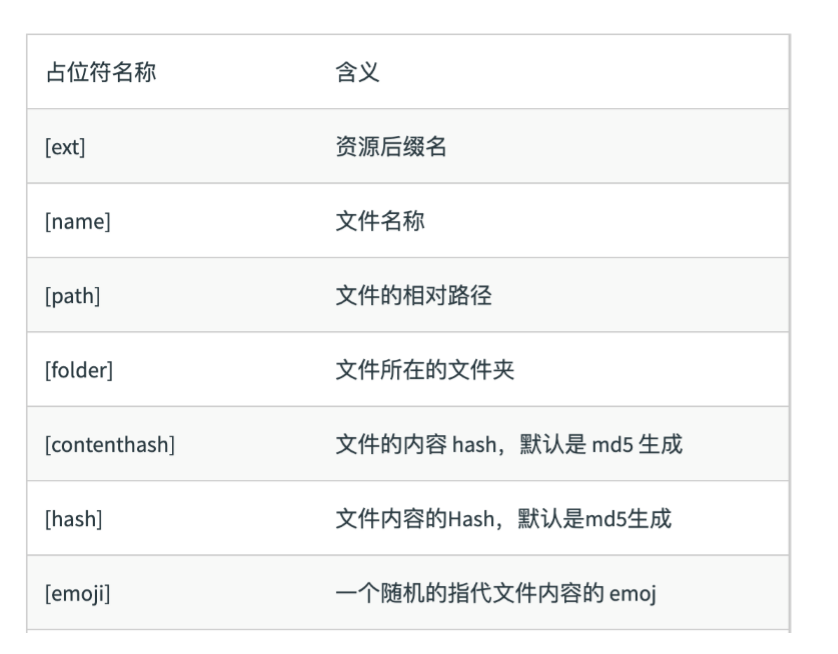 占位符名称 含义
[ext] 资源后缀名
[name] 文件名称
[path] 文件的相对路径
[folder] 文件所在的文件夹
[contenthash] 文件的内容 hash，默认是 md5 生成
[hash] 文件内容的Hash，默认是md5生成
[emoji] 一个随机的指代文件内容的 emoj